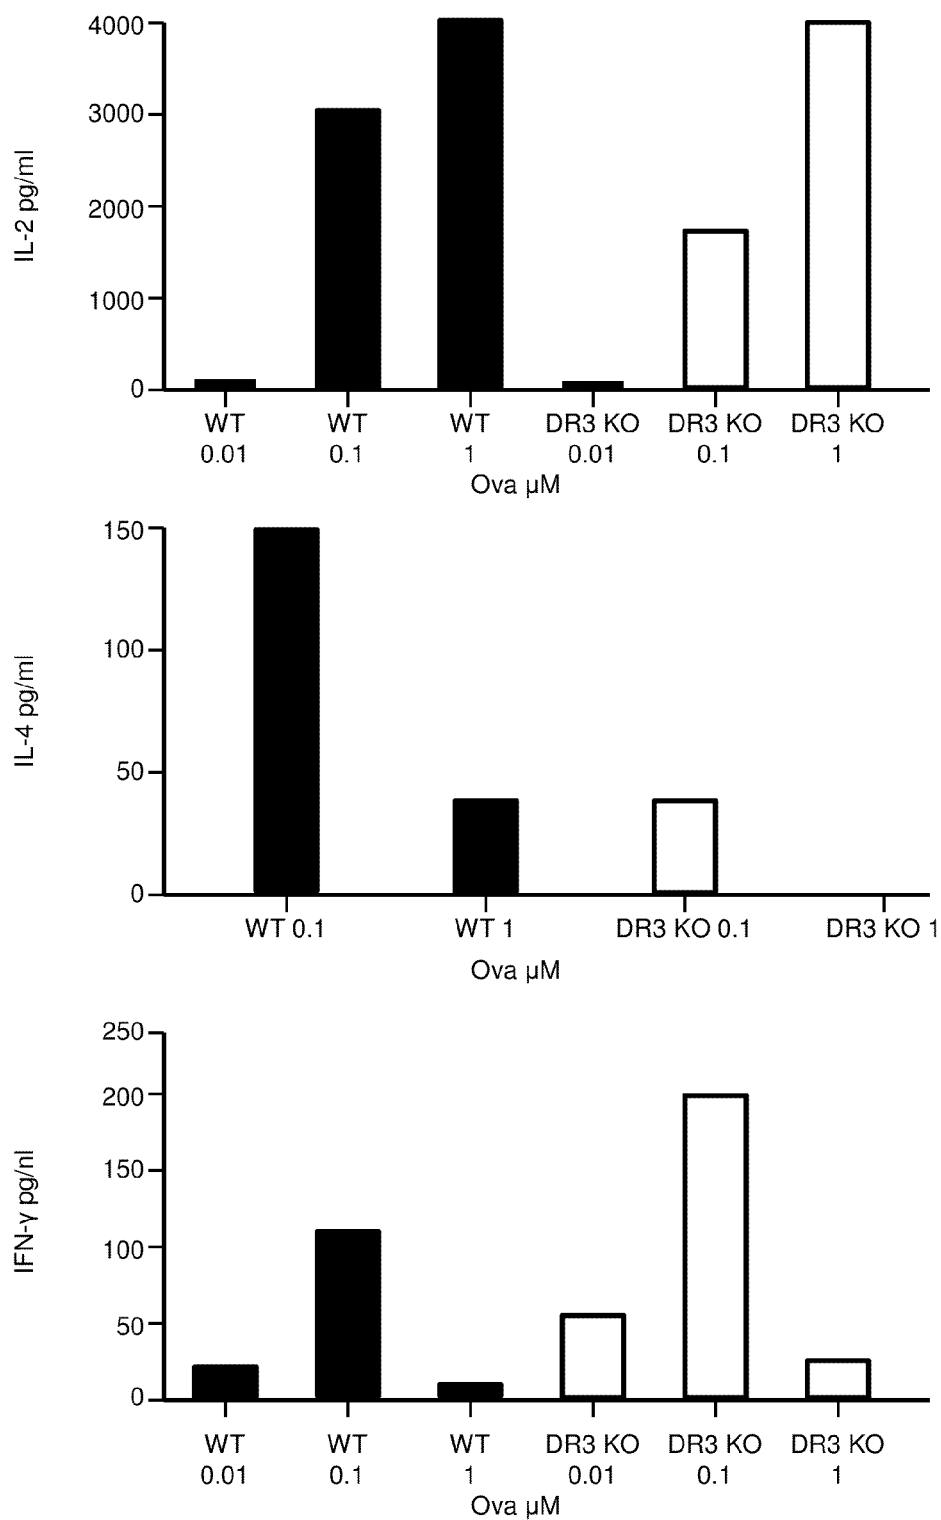 4000
3000
2000
1000
0
IL-2 pg/ml
WT WT WT DR3 KO DR3 KO DR3 KO
0.01 0.1 1 0.01 0.1 1
Ova µM
150
100
50
0
IL-4 pg/ml
WT 0.1 WT 1 DR3 KO 0.1 DR3 KO 1
Ova µM
250
200
150
100
50
0
IFN-γ pg/nl
WT WT WT DR3 KO DR3 KO DR3 KO
0.01 0.1 1 0.01 0.1 1
Ova µM